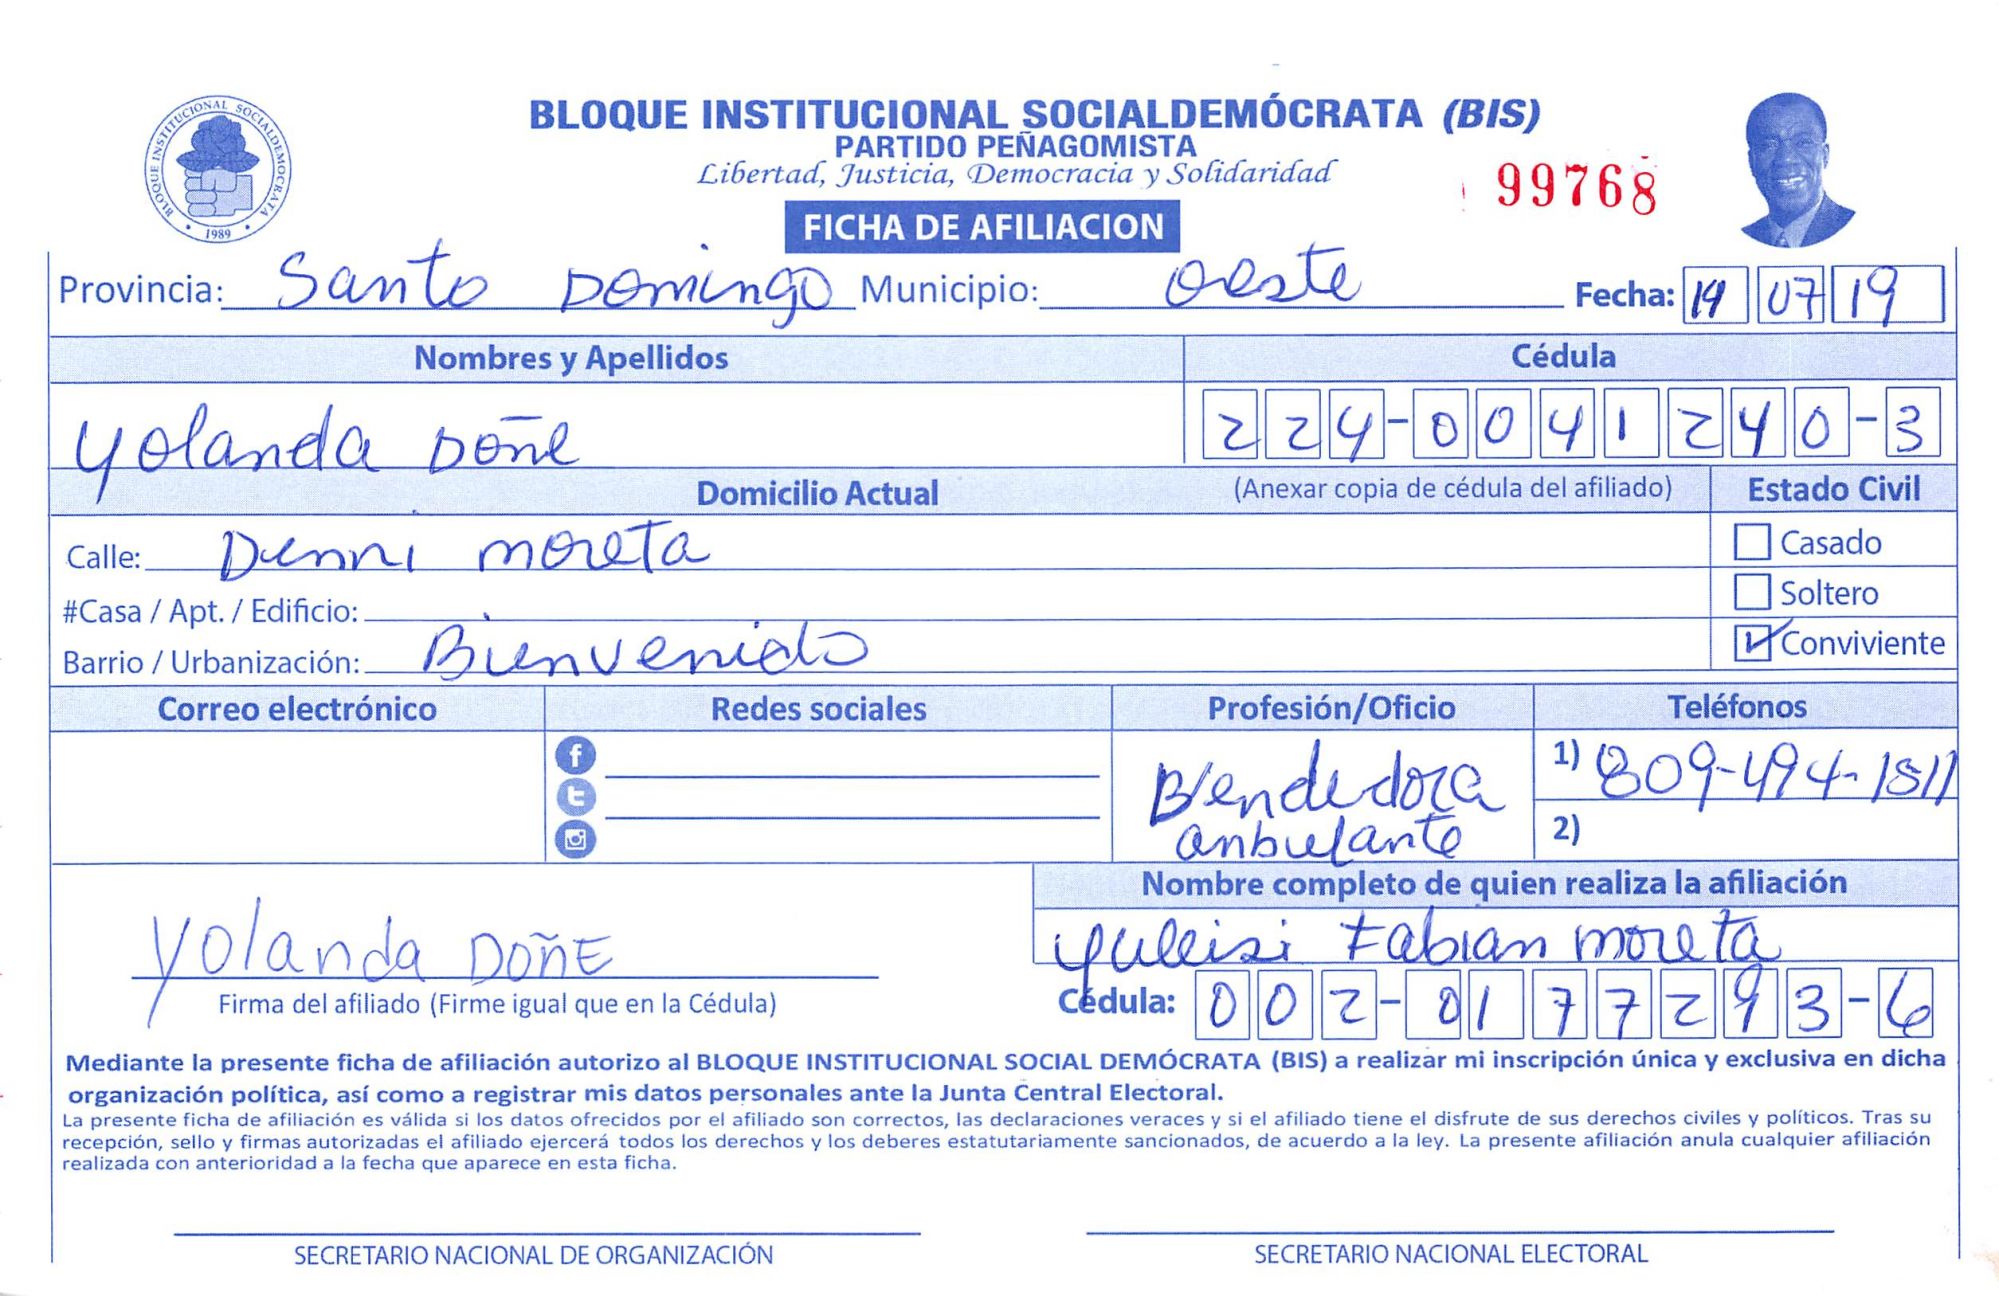 BLOQUE INSTITUCIONAL SOCIALDEMOCRATA
1989
BLOQUE INSTITUCIONAL SOCIALDEMÓCRATA (BIS)
PARTIDO PEÑAGOMISTA
Libertad, Justicia, Democracia y Solidaridad
99768
FICHA DE AFILIACION
Provincia: Santo Domingo Municipio: Oeste Fecha: 14 07 19
Nombres y Apellidos Cédula
Yolanda Doñe 224-0041240-3
Domicilio Actual (Anexar copia de cédula del afiliado) Estado Civil
Calle: Denni moreta Casado
#Casa / Apt. / Edificio: Soltero
Barrio / Urbanización: Bienvenido Conviviente
Correo electrónico Redes sociales Profesión/Oficio Teléfonos
Bendedora 1) 809-494-1511
anbulante 2)
Nombre completo de quien realiza la afiliación
Yuleisi Fabian moreta
Yolanda DOÑE
Firma del afiliado (Firme igual que en la Cédula) Cédula: 002-0177293-6
Mediante la presente ficha de afiliación autorizo al BLOQUE INSTITUCIONAL SOCIAL DEMÓCRATA (BIS) a realizar mi inscripción única y exclusiva en dicha
organización política, así como a registrar mis datos personales ante la Junta Central Electoral.
La presente ficha de afiliación es válida si los datos ofrecidos por el afiliado son correctos, las declaraciones veraces y si el afiliado tiene el disfrute de sus derechos civiles y políticos. Tras su
recepción, sello y firmas autorizadas el afiliado ejercerá todos los derechos y los deberes estatutariamente sancionados, de acuerdo a la ley. La presente afiliación anula cualquier afiliación
realizada con anterioridad a la fecha que aparece en esta ficha.
SECRETARIO NACIONAL DE ORGANIZACIÓN SECRETARIO NACIONAL ELECTORAL